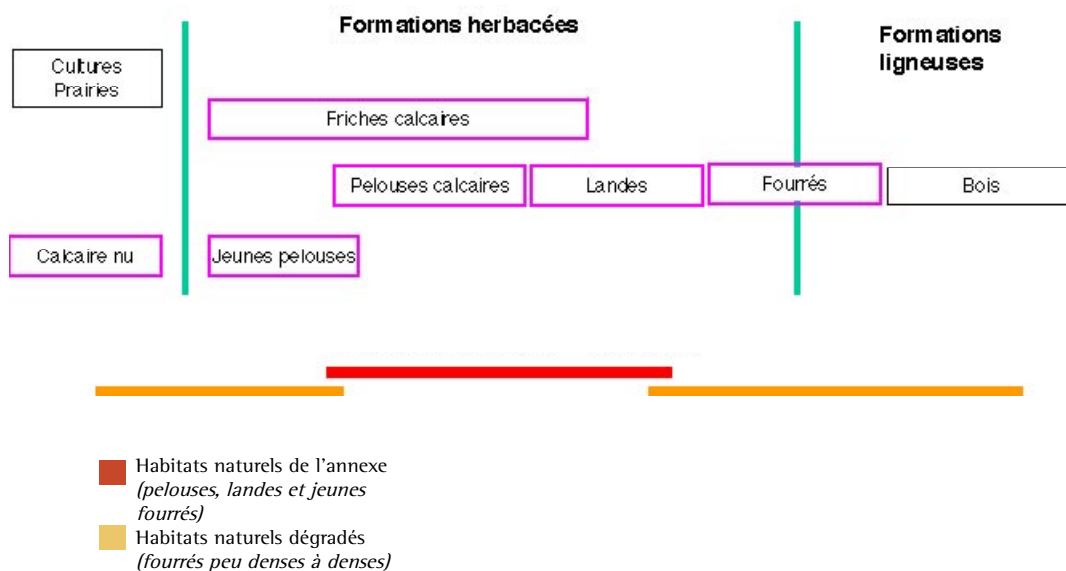 Formations herbacées
Formations
ligneuses
Cultures
Prairies
Friches calcaires
Pelouses calcaires
Landes
Fourrés
Bois
Calcaire nu
Jeunes pelouses
Habitats naturels de l'annexe
(pelouses, landes et jeunes
fourrés)
Habitats naturels dégradés
(fourrés peu denses à denses)